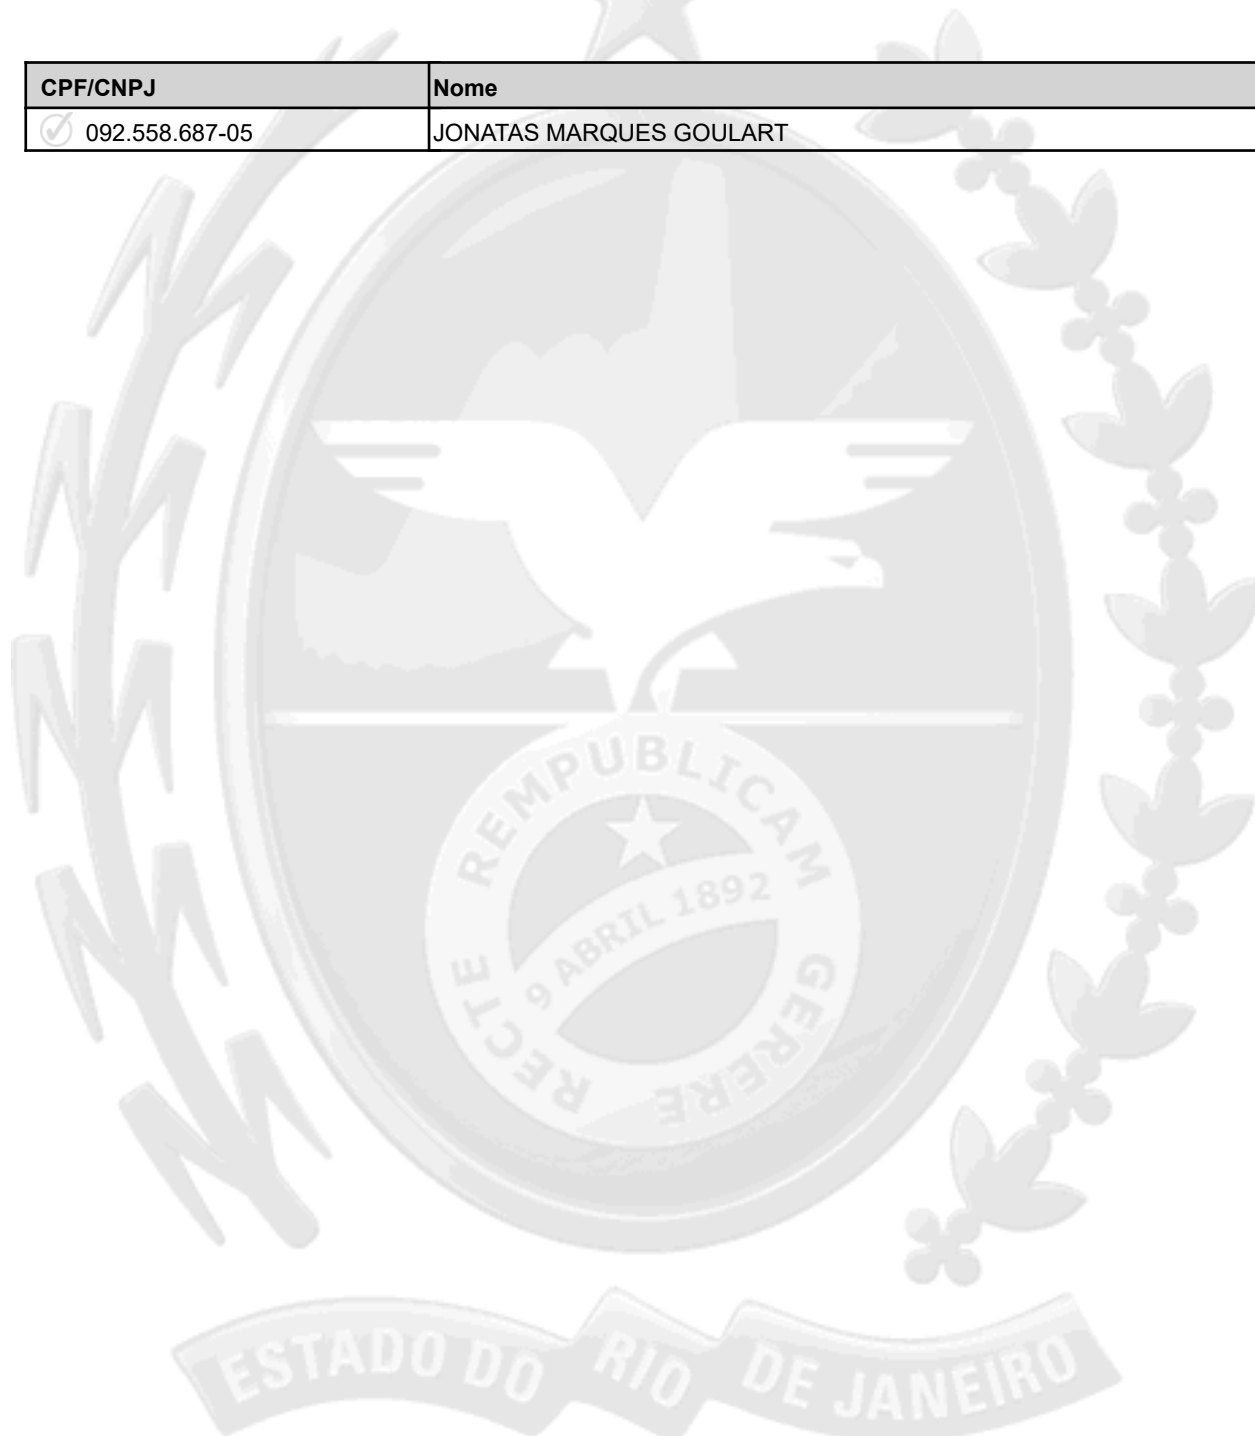 CPF/CNPJ Nome
092.558.687-05 JONATAS MARQUES GOULART
REMPUBLICAM
9 ABRIL 1892
RECTE GERERE
ESTADO DO RIO DE JANEIRO